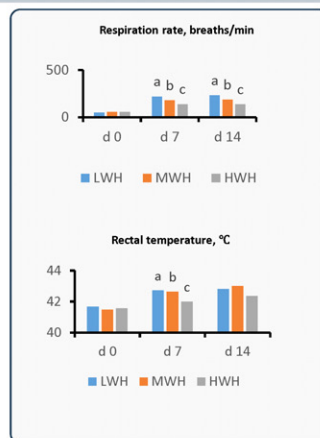 Respiration rate, breaths/min
500
a b c a b c
0
d 0 d 7 d 14
LWH MWH HWH
Rectal temperature, °C
44
a b
42
c
40
d 0 d 7 d 14
LWH MWH HWH